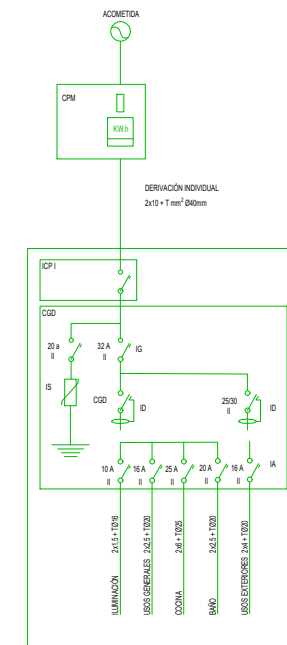 ACOMETIDA
CPM
KW.h
DERIVACIÓN INDIVIDUAL
2x10 + T mm² Ø40mm
ICP I
CGD
20 a
II
32 A
II
IG
IS
CGD
ID
25/30
II
ID
10 A
II
16 A
II
25 A
II
20 A
II
16 A
II
IA
ILUMINACIÓN 2x1,5 + TØ16
USOS GENERALES 2x2,5 + TØ20
COCINA 2x6 + TØ25
BAÑO 2x2,5 + TØ20
USOS EXTERIORES 2x4 + TØ20